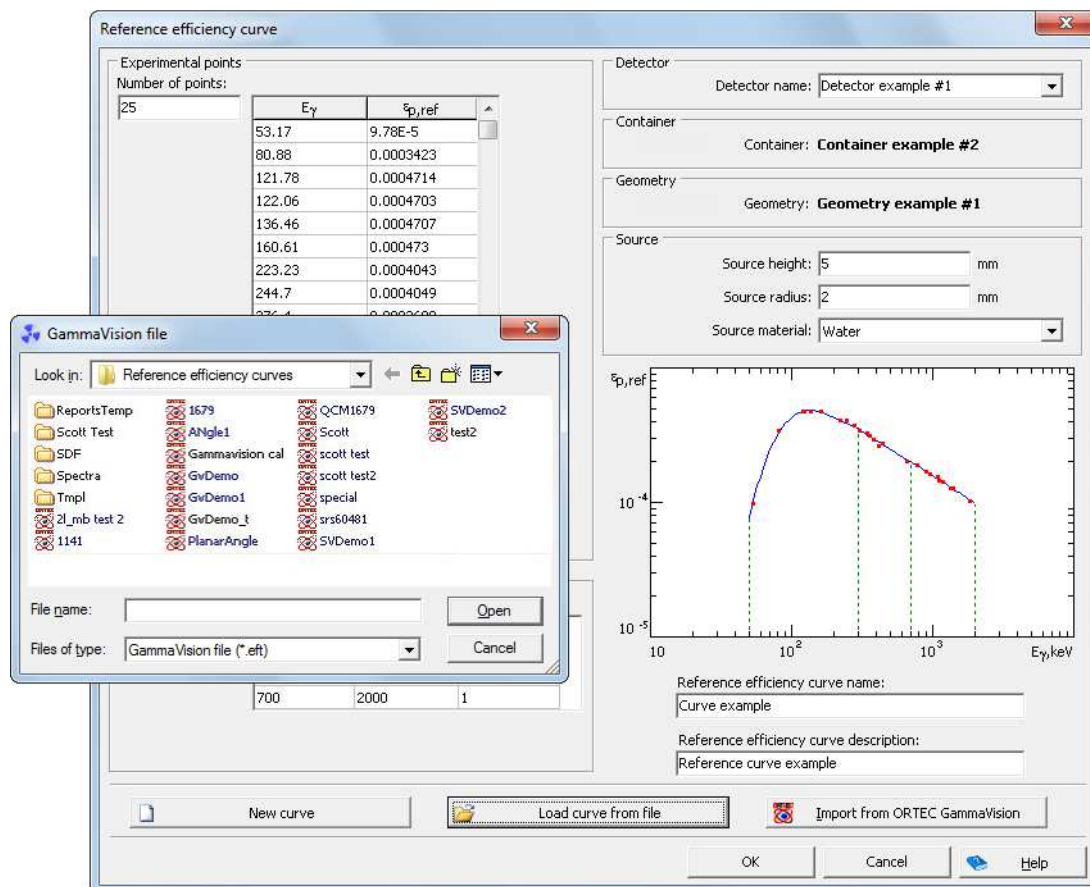 Reference efficiency curve
Experimental points
Number of points:
25
Eγ εp,ref
53.17 9.78E-5
80.88 0.0003423
121.78 0.0004714
122.06 0.0004703
136.46 0.0004707
160.61 0.000473
223.23 0.0004043
244.7 0.0004049
Detector
Detector name: Detector example #1
Container
Container: Container example #2
Geometry
Geometry: Geometry example #1
Source
Source height: 5 mm
Source radius: 2 mm
Source material: Water
GammaVision file
Look in: Reference efficiency curves
ReportsTemp 1679 QCM1679 SVDemo2
Scott Test ANgle1 Scott test2
SDF Gammavision cal scott test
Spectra GvDemo scott test2
Tmpl GvDemo1 special
2l_mb test 2 GvDemo_t srs60481
1141 PlanarAngle SVDemo1
File name: Open
Files of type: GammaVision file (*.eft) Cancel
700 2000 1
εp,ref
10-4
10-5
10 10² 10³ Eγ,keV
Reference efficiency curve name:
Curve example
Reference efficiency curve description:
Reference curve example
New curve Load curve from file Import from ORTEC GammaVision
OK Cancel Help